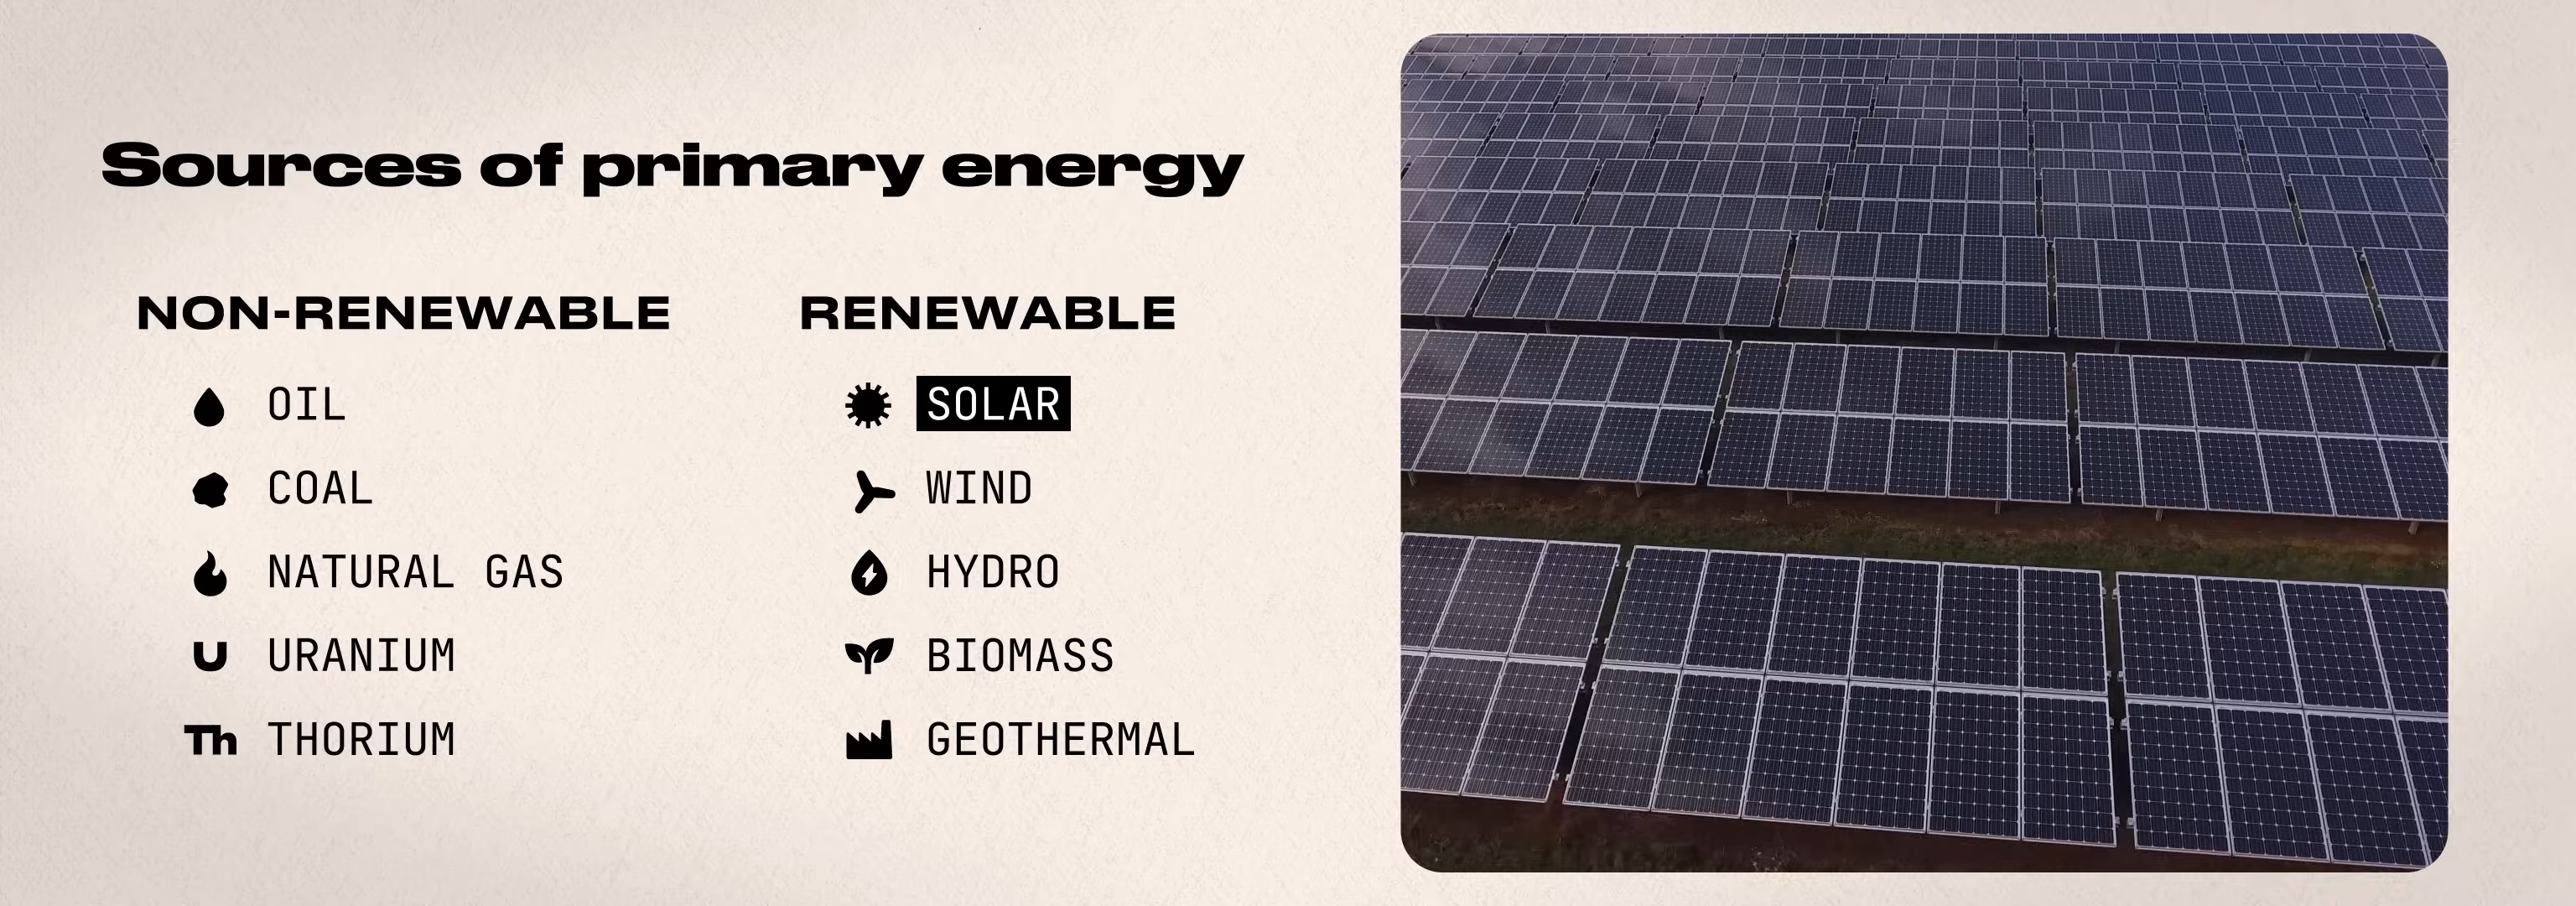 Sources of primary energy
NON-RENEWABLE
OIL
COAL
NATURAL GAS
U URANIUM
Th THORIUM
RENEWABLE
SOLAR
WIND
HYDRO
BIOMASS
GEOTHERMAL